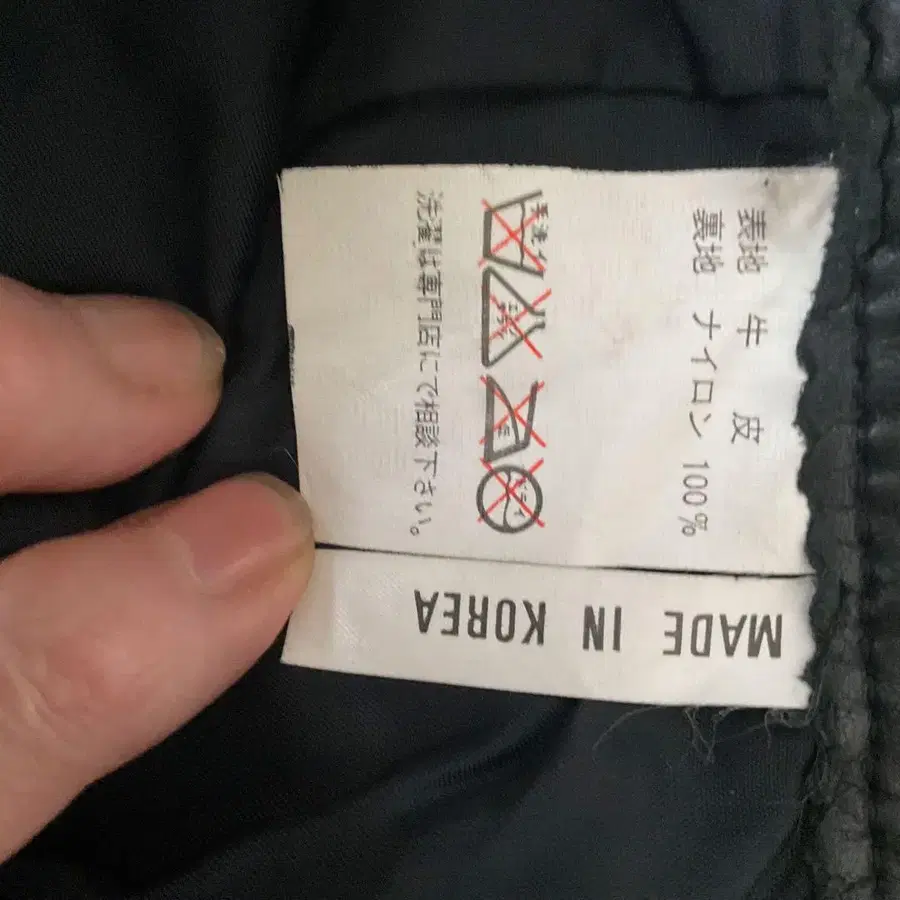 表地 牛 皮
裏地 ナイロン 100%
洗濯は専門店にて相談下さい。
MADE IN KOREA